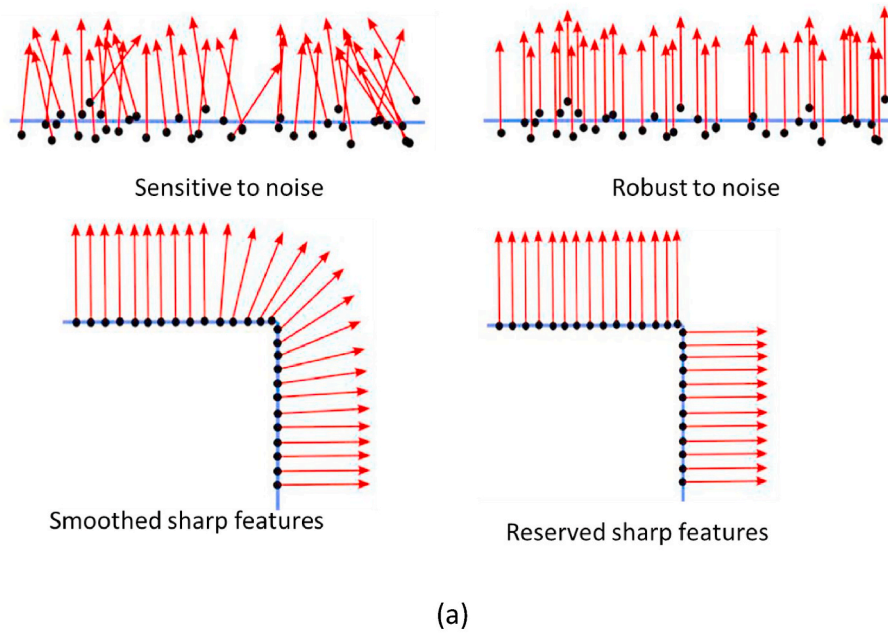 Sensitive to noise
Robust to noise
Smoothed sharp features
Reserved sharp features
(a)